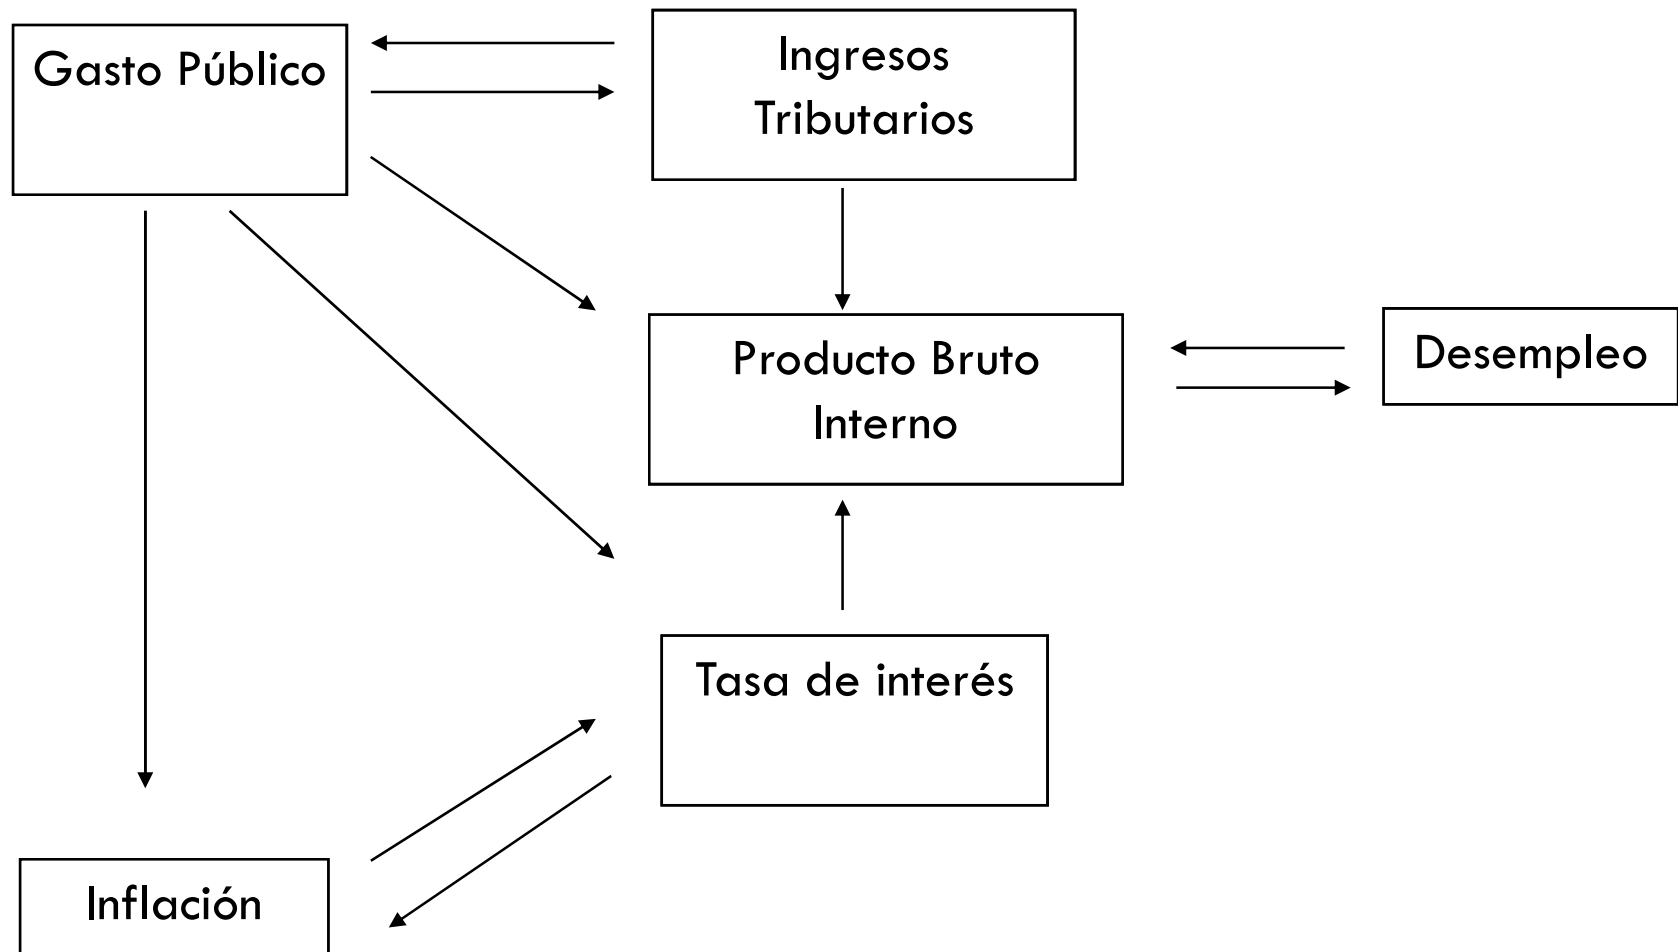 Gasto Público
Ingresos
Tributarios
Producto Bruto
Interno
Desempleo
Tasa de interés
Inflación